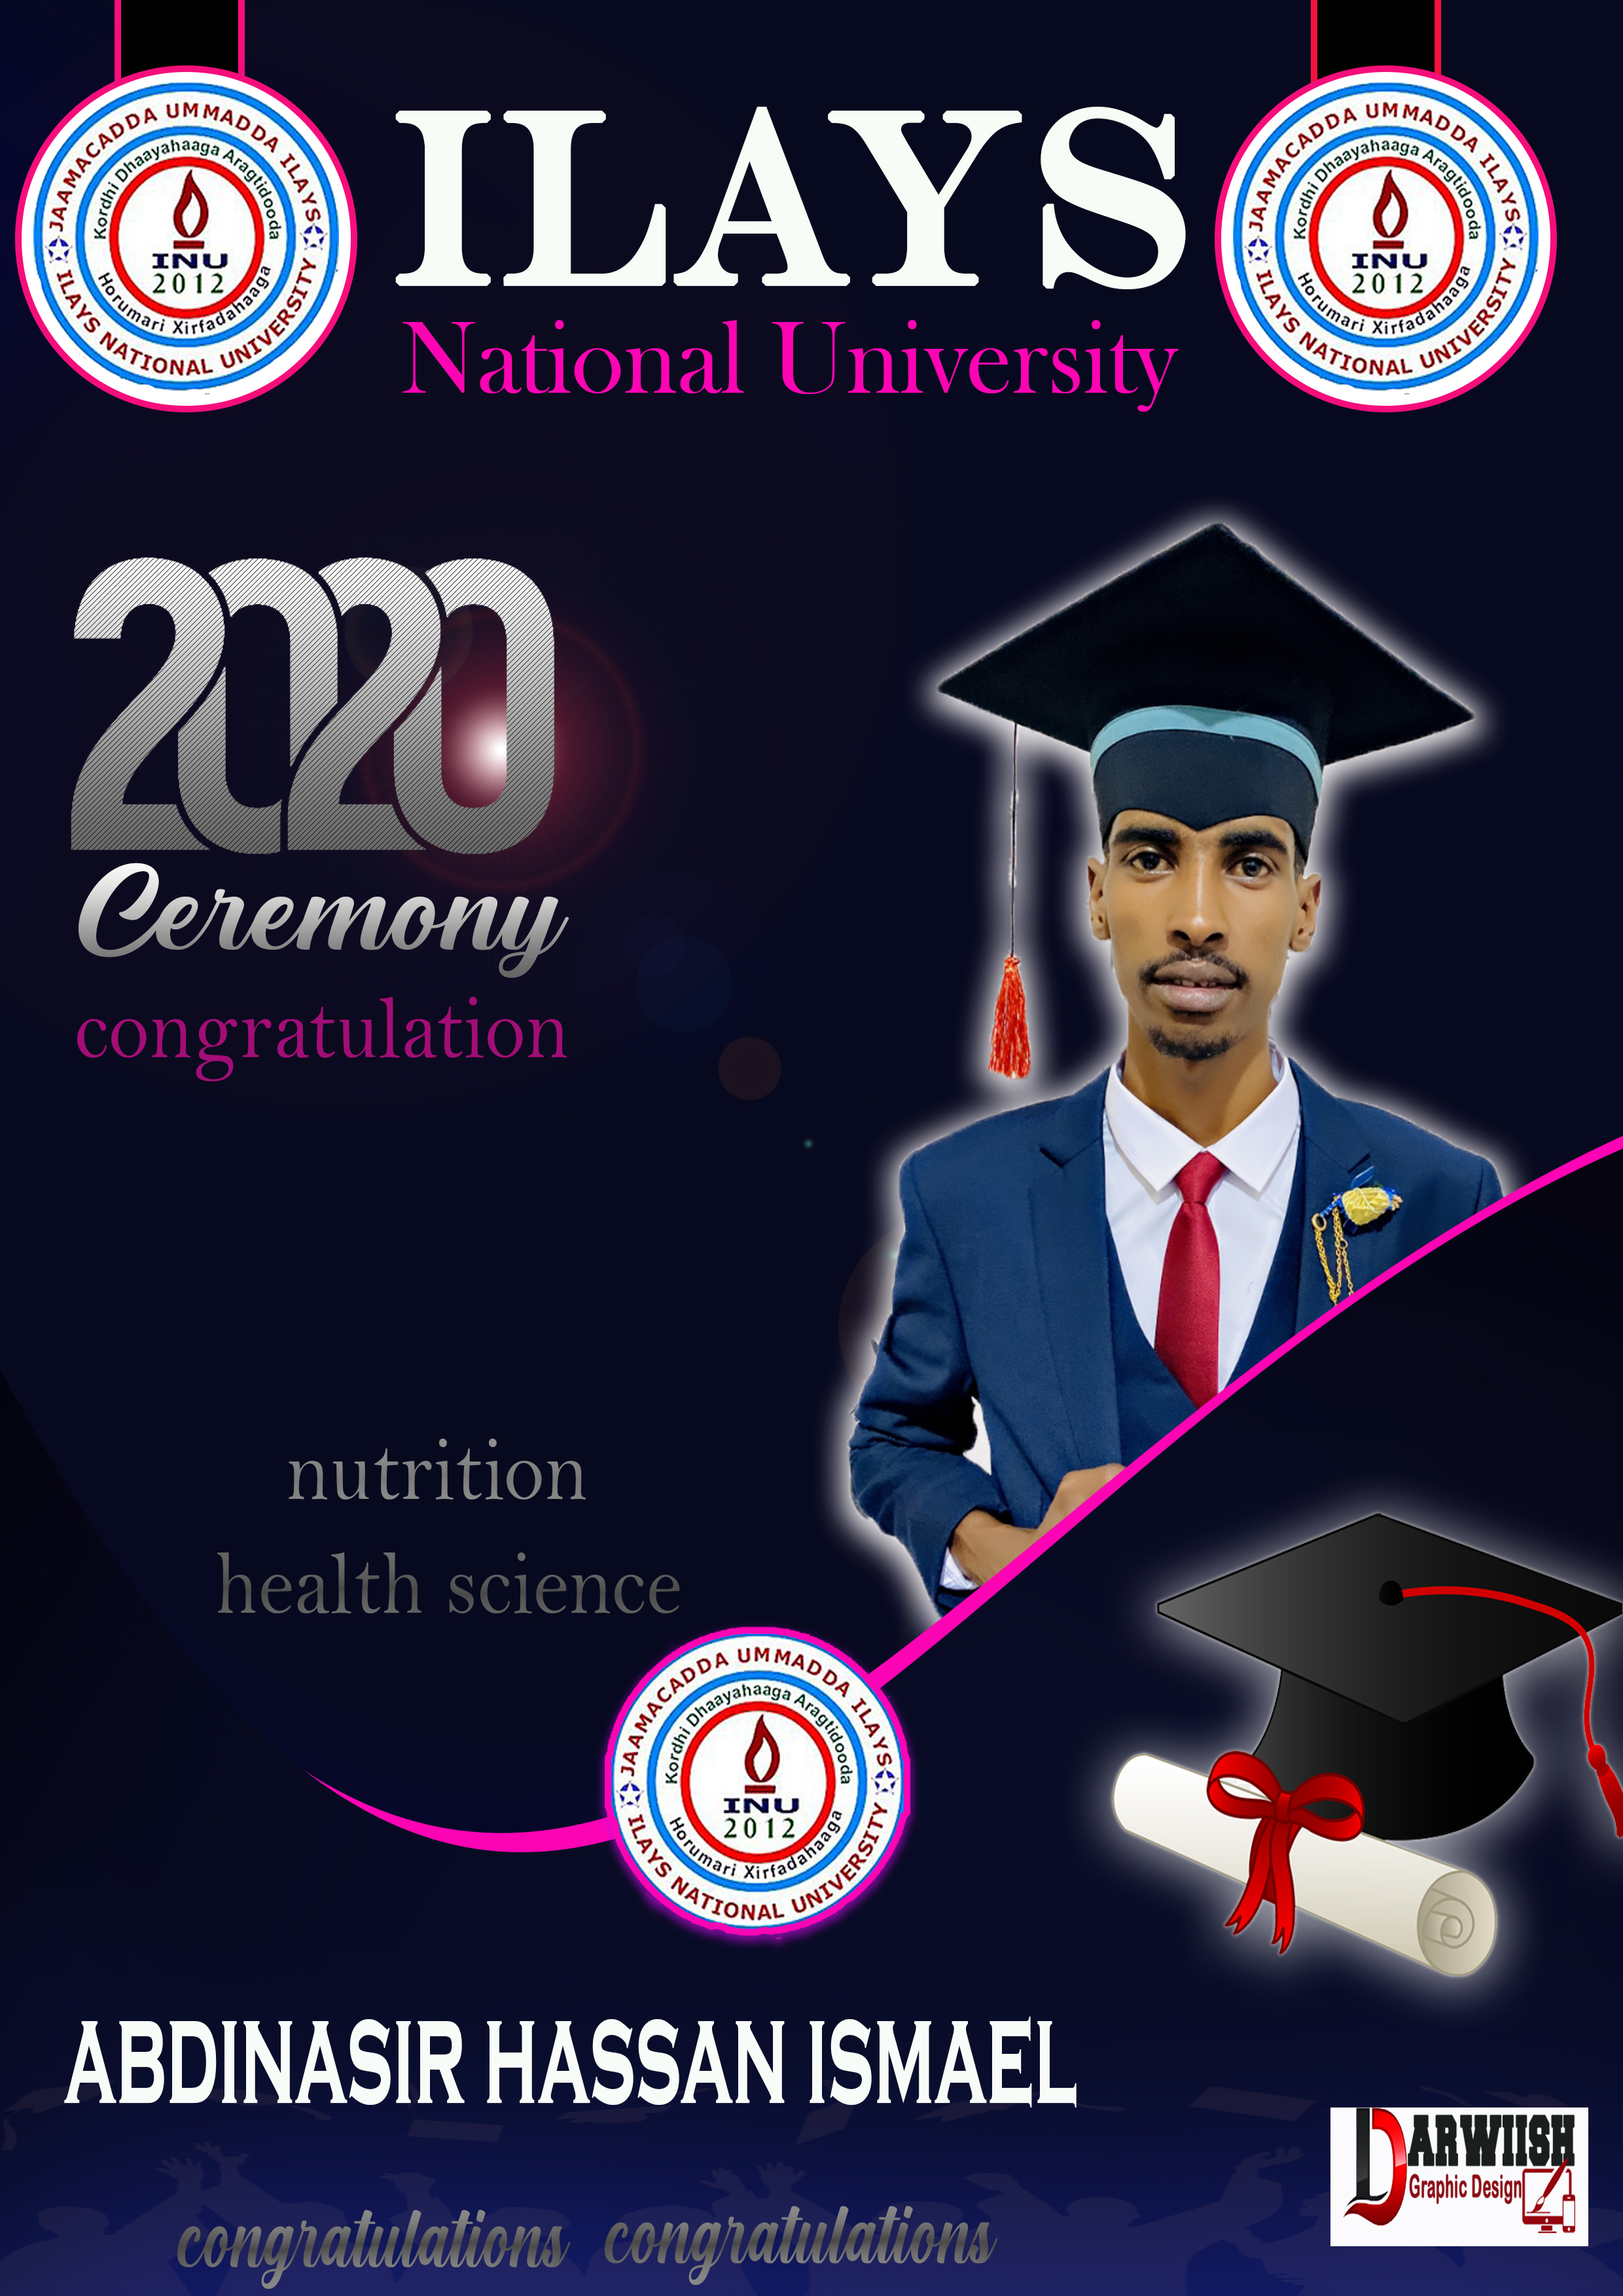 JAAMACADDA UMMADDA ILAYS
Kordhi Dhaayahaaga Aragtidooda
INU
2012
Horumari Xirfadahaaga
ILAYS NATIONAL UNIVERSITY
ILAYS
National University
JAAMACADDA UMMADDA ILAYS
Kordhi Dhaayahaaga Aragtidooda
INU
2012
Horumari Xirfadahaaga
ILAYS NATIONAL UNIVERSITY
2020
Ceremony
congratulation
nutrition
health science
JAAMACADDA UMMADDA ILAYS
Kordhi Dhaayahaaga Aragtidooda
INU
2012
Horumari Xirfadahaaga
ILAYS NATIONAL UNIVERSITY
ABDINASIR HASSAN ISMAEL
DARWIISH
Graphic Design
congratulations congratulations